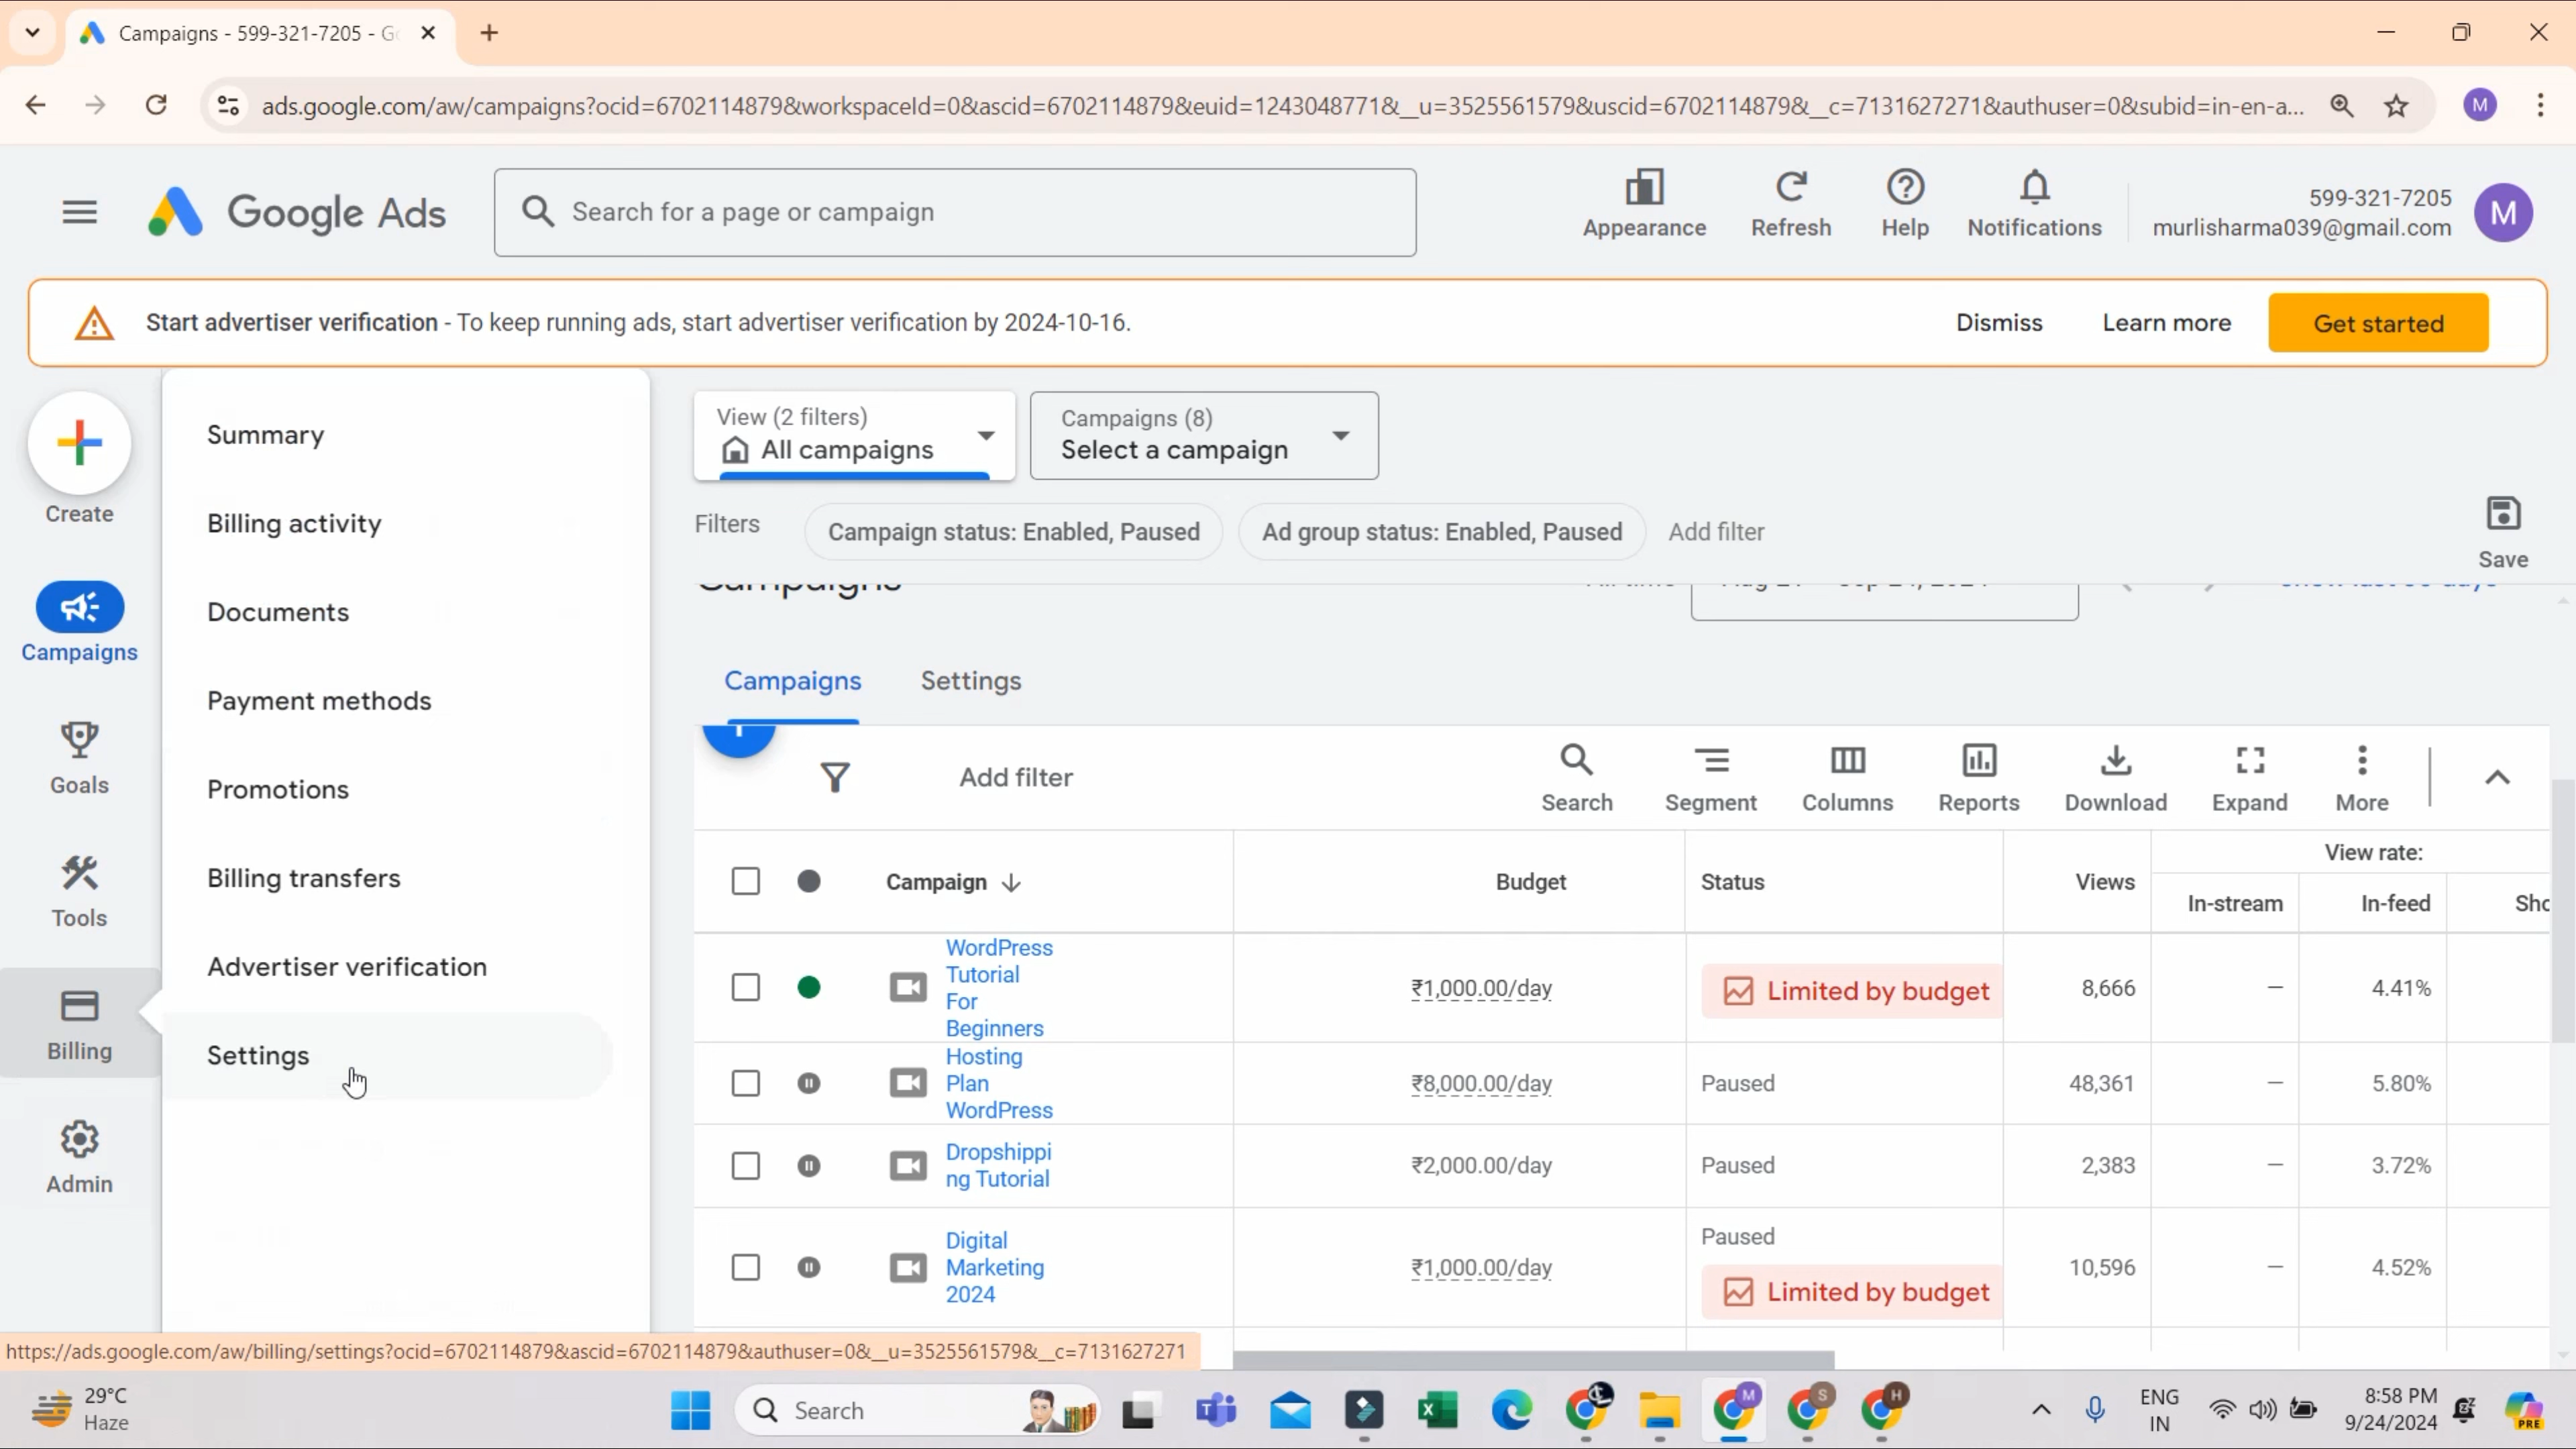 Campaigns - 599-321-7205 - G
ads.google.com/aw/campaigns?ocid=6702114879&workspaceId=0&ascid=6702114879&euid=1243048771&__u=3525561579&uscid=6702114879&__c=7131627271&authuser=0&subid=in-en-a...
M
Google Ads
Search for a page or campaign
Appearance
Refresh
Help
Notifications
599-321-7205
murlisharma039@gmail.com
M
Start advertiser verification - To keep running ads, start advertiser verification by 2024-10-16.
Dismiss
Learn more
Get started
Create
Campaigns
Goals
Tools
Billing
Admin
Summary
Billing activity
Documents
Payment methods
Promotions
Billing transfers
Advertiser verification
Settings
View (2 filters)
All campaigns
Campaigns (8)
Select a campaign
Filters
Campaign status: Enabled, Paused
Ad group status: Enabled, Paused
Add filter
Save
Campaigns
Campaigns
Settings
Add filter
Search
Segment
Columns
Reports
Download
Expand
More
Campaign
Budget
Status
Views
View rate:
In-stream
In-feed
Sho
WordPress
Tutorial
For
Beginners
₹1,000.00/day
Limited by budget
8,666
—
4.41%
Hosting
Plan
WordPress
₹8,000.00/day
Paused
48,361
—
5.80%
Dropshippi
ng Tutorial
₹2,000.00/day
Paused
2,383
—
3.72%
Digital
Marketing
2024
₹1,000.00/day
Paused
Limited by budget
10,596
—
4.52%
https://ads.google.com/aw/billing/settings?ocid=6702114879&ascid=6702114879&authuser=0&__u=3525561579&__c=7131627271
29°C
Haze
Search
M
S
H
ENG
IN
8:58 PM
9/24/2024
PRE